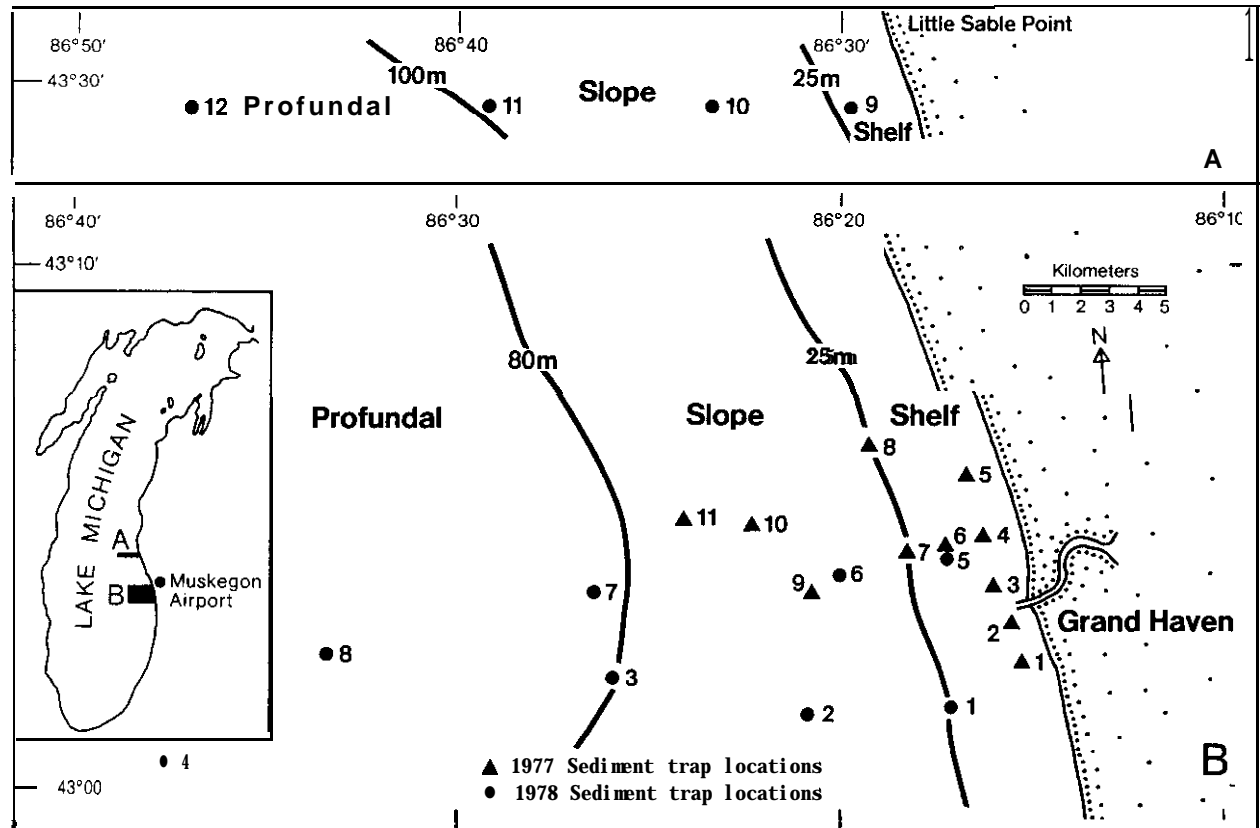 Little Sable Point
86°50′
86°40′
86°30′
43°30′
100m
25m
Slope
12 Profundal
11
10
9
Shelf
A
86°40′
86°30′
86°20′
86°10
43°10′
Kilometers
0 1 2 3 4 5
N
80m
25m
Profundal
Slope
Shelf
8
5
11
10
6
4
7
5
9
6
3
7
2
Grand Haven
8
1
3
2
1
LAKE MICHIGAN
A
B
Muskegon
Airport
4
1977 Sediment trap locations
1978 Sediment trap locations
43°00′
B